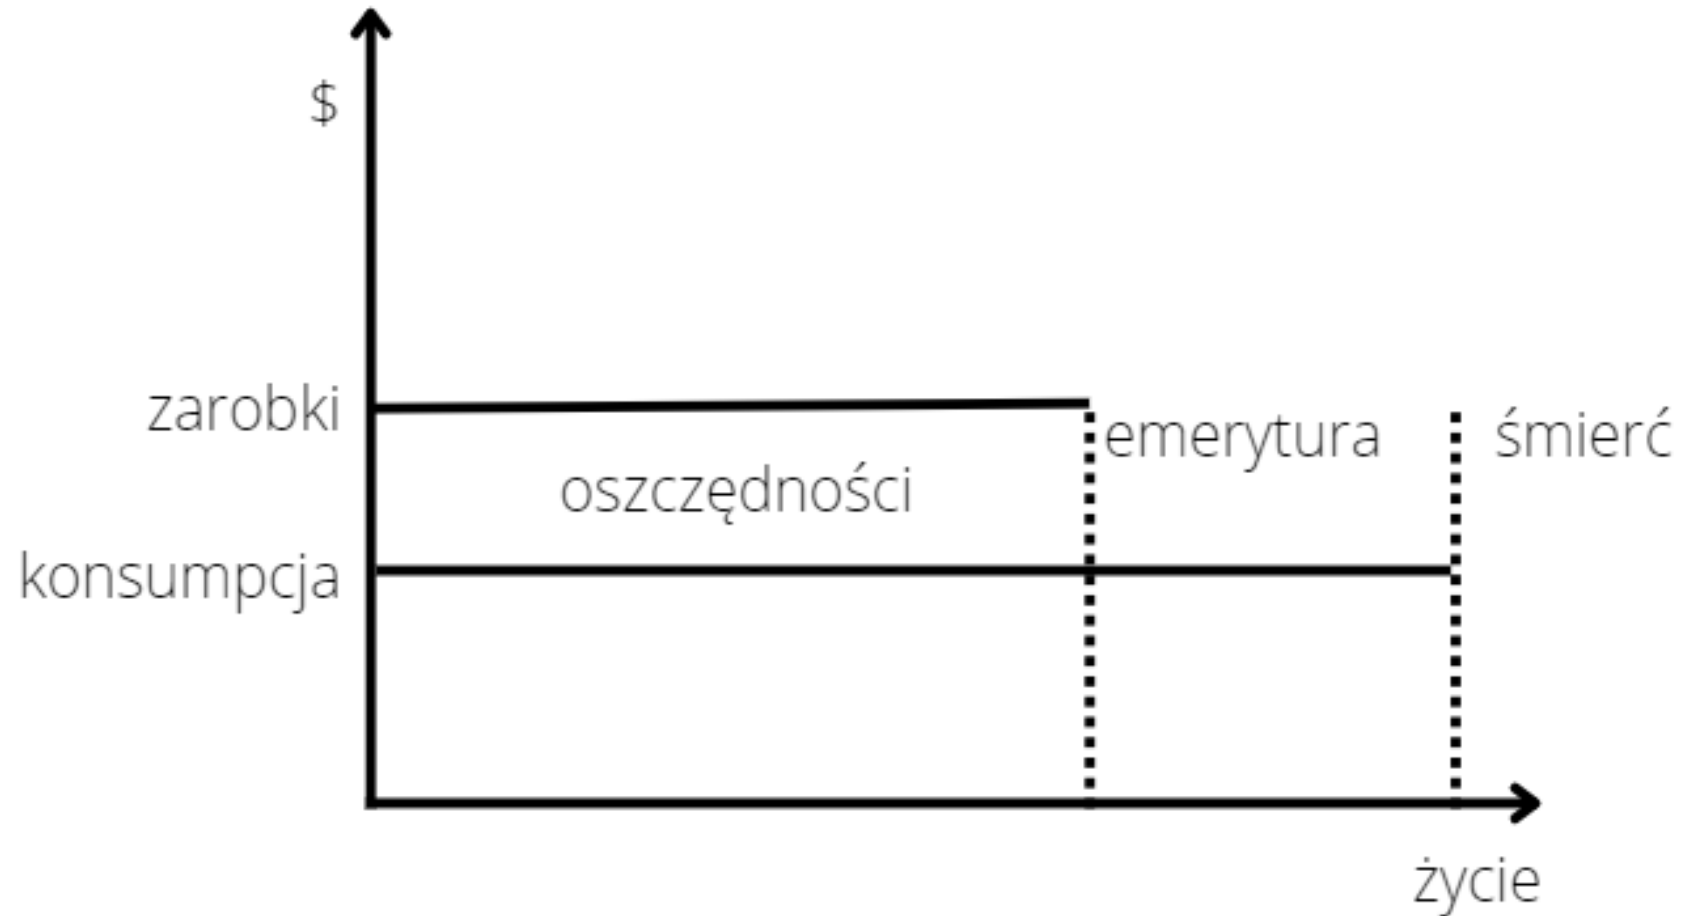 $
zarobki
emerytura
śmierć
oszczędności
konsumpcja
życie